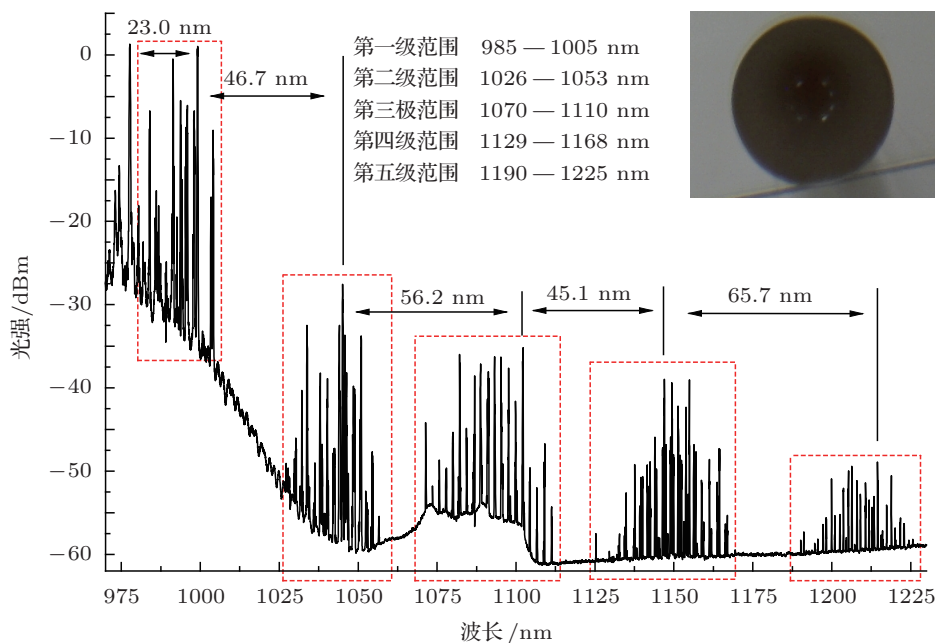 23.0 nm
46.7 nm
56.2 nm
45.1 nm
65.7 nm
第一级范围 985 — 1005 nm
第二级范围 1026 — 1053 nm
第三极范围 1070 — 1110 nm
第四级范围 1129 — 1168 nm
第五级范围 1190 — 1225 nm
光强/dBm
0
−10
−20
−30
−40
−50
−60
975 1000 1025 1050 1075 1100 1125 1150 1175 1200 1225
波长 /nm